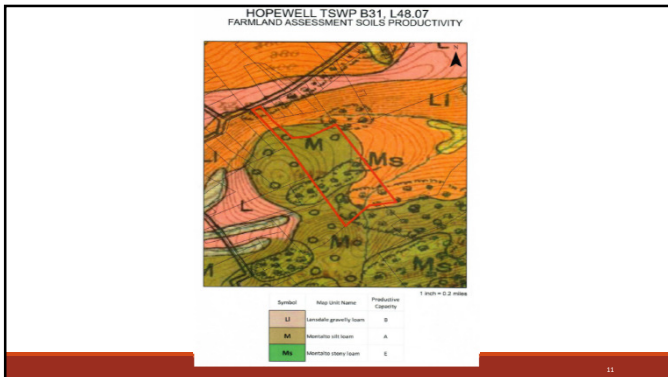 HOPEWELL TSWP B31, L48.07
FARMLAND ASSESSMENT SOILS PRODUCTIVITY
N
L
Ll
M
Ms
Ll
L
M
Ms
M
1 inch = 0.2 miles
Symbol Map Unit Name Productive Capacity
Ll Lansdale gravelly loam B
M Montalto silt loam A
Ms Montalto stony loam E
11